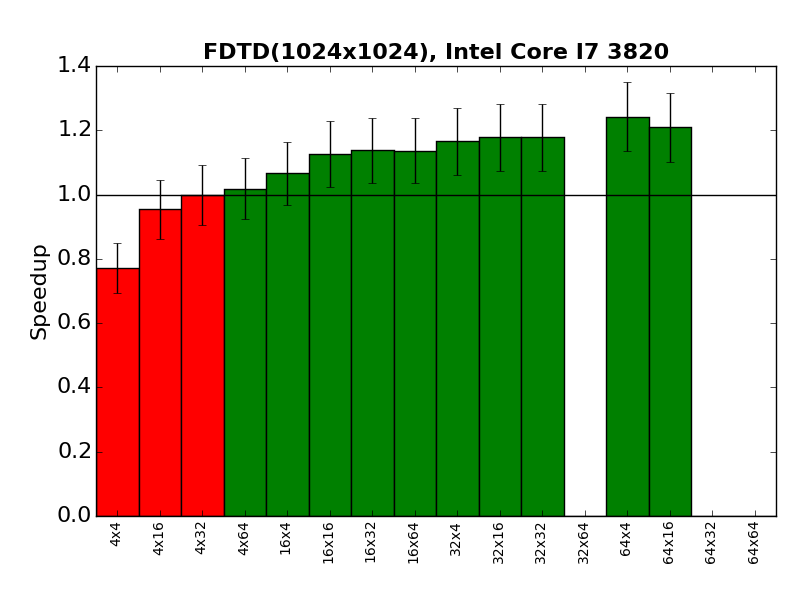 FDTD(1024x1024), Intel Core I7 3820
1.4
1.2
1.0
0.8
0.6
0.4
0.2
0.0
Speedup
4x4
4x16
4x32
4x64
16x4
16x16
16x32
16x64
32x4
32x16
32x32
32x64
64x4
64x16
64x32
64x64